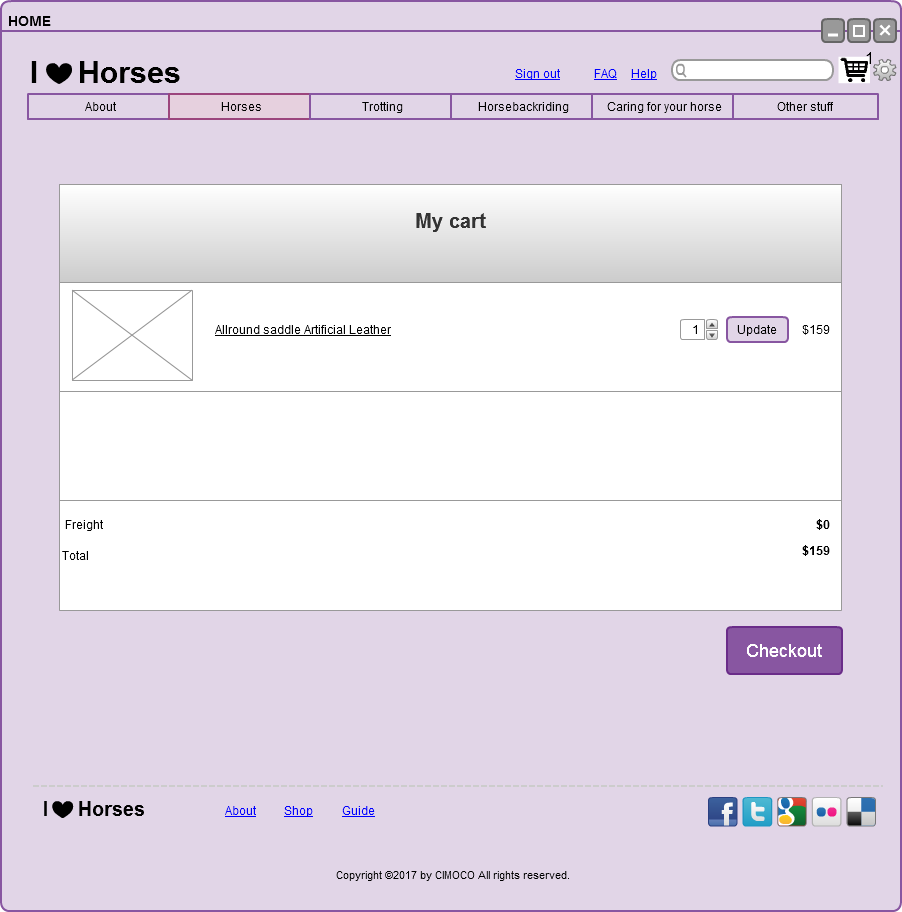 HOME
I Horses
Sign out FAQ Help 1
About Horses Trotting Horsebackriding Caring for your horse Other stuff
My cart
Allround saddle Artificial Leather 1 Update $159
Freight $0
Total $159
Checkout
I Horses About Shop Guide
Copyright ©2017 by CIMOCO All rights reserved.